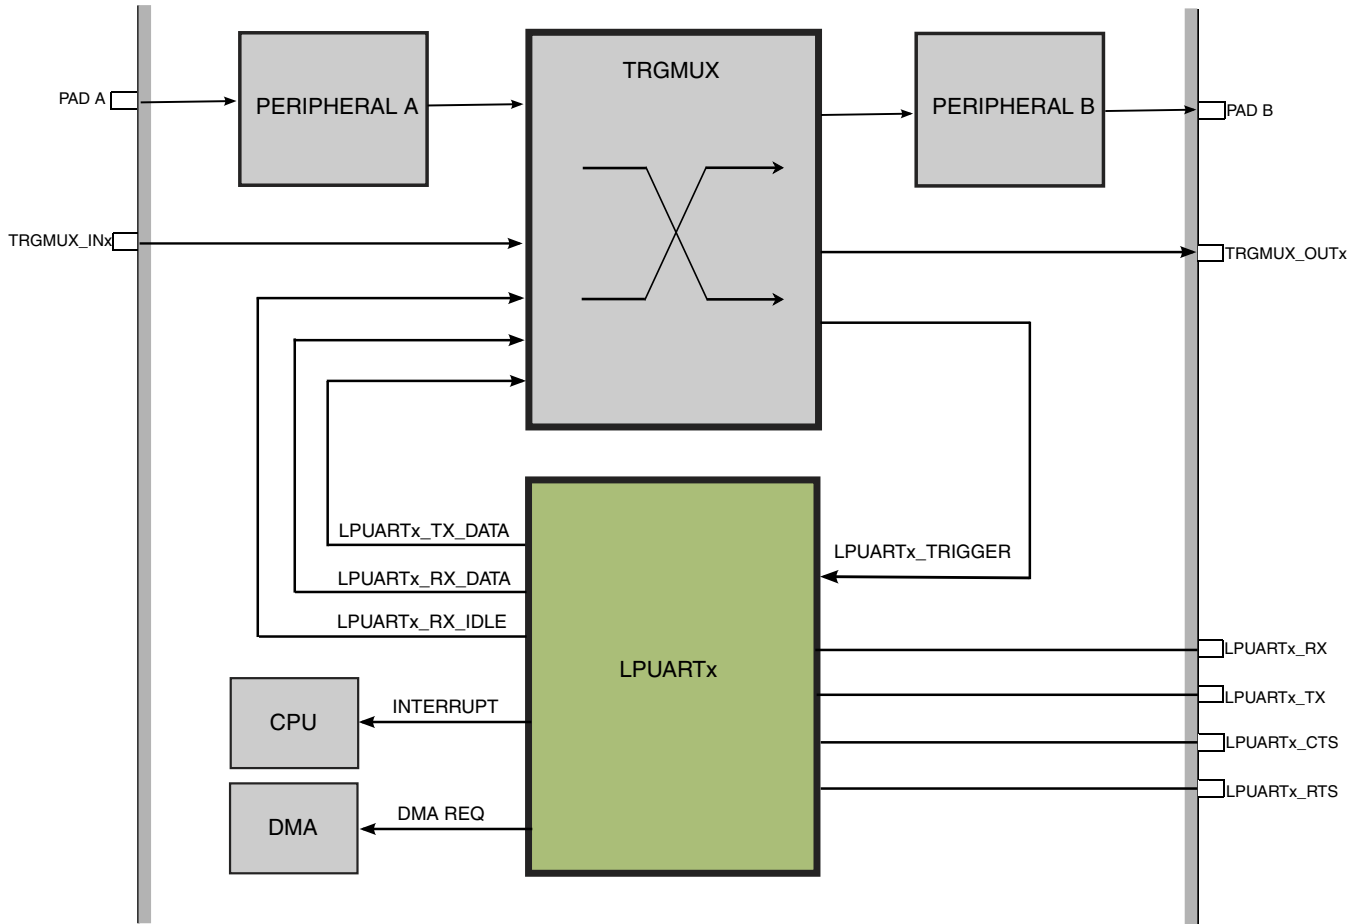 TRGMUX
PAD A
PERIPHERAL A
PERIPHERAL B
PAD B
TRGMUX_INx
TRGMUX_OUTx
LPUARTx_TX_DATA
LPUARTx_TRIGGER
LPUARTx_RX_DATA
LPUARTx_RX_IDLE
LPUARTx_RX
LPUARTx
LPUARTx_TX
INTERRUPT
CPU
LPUARTx_CTS
LPUARTx_RTS
DMA REQ
DMA